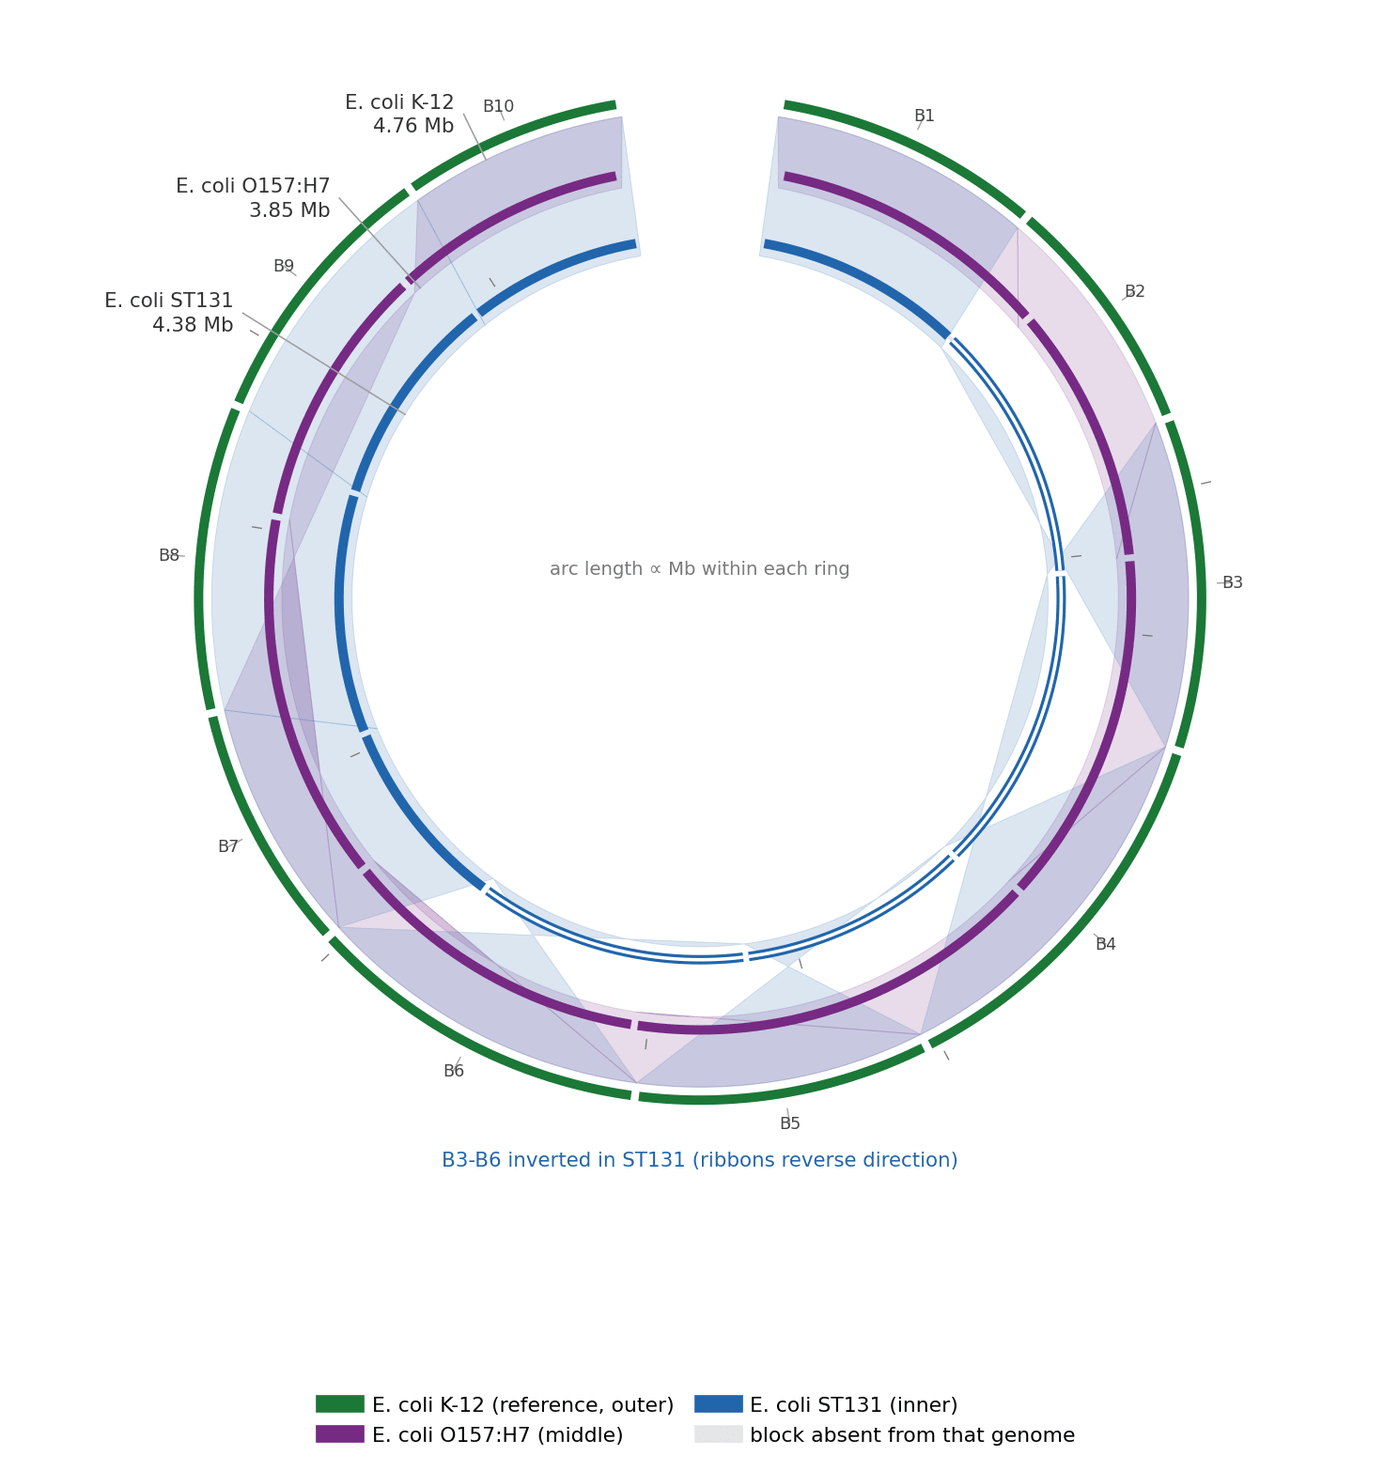 E. coli K-12
4.76 Mb
B10
B1
E. coli O157:H7
3.85 Mb
B9
B2
E. coli ST131
4.38 Mb
B8
arc length ∝ Mb within each ring
B3
B7
B4
B6
B5
B3-B6 inverted in ST131 (ribbons reverse direction)
E. coli K-12 (reference, outer)
E. coli O157:H7 (middle)
E. coli ST131 (inner)
block absent from that genome